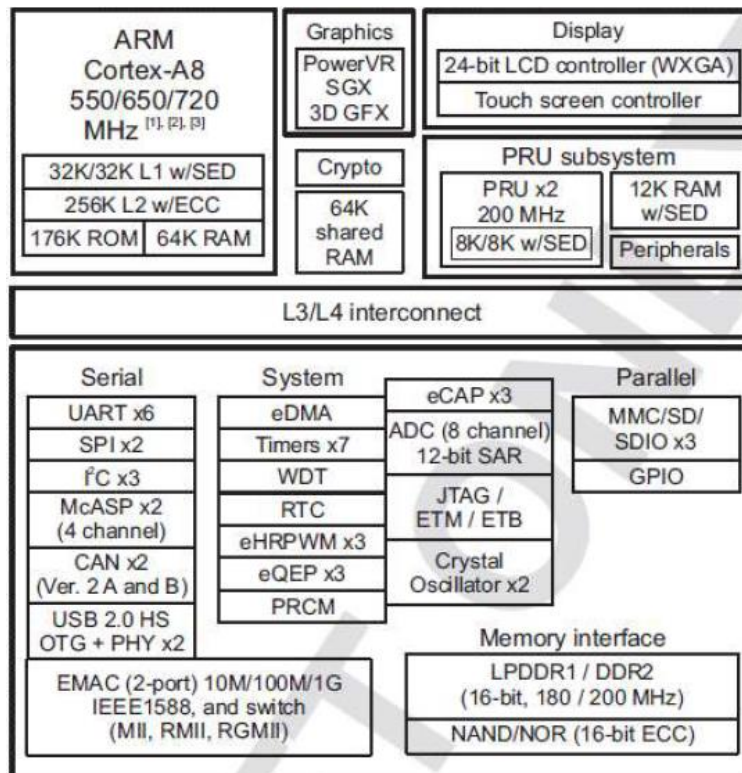 ARM
Cortex-A8
550/650/720
MHz [1], [2], [3]
32K/32K L1 w/SED
256K L2 w/ECC
176K ROM
64K RAM
Graphics
PowerVR
SGX
3D GFX
Crypto
64K
shared
RAM
Display
24-bit LCD controller (WXGA)
Touch screen controller
PRU subsystem
PRU x2
200 MHz
8K/8K w/SED
12K RAM
w/SED
Peripherals
L3/L4 interconnect
Serial
UART x6
SPI x2
I²C x3
McASP x2
(4 channel)
CAN x2
(Ver. 2 A and B)
USB 2.0 HS
OTG + PHY x2
EMAC (2-port) 10M/100M/1G
IEEE1588, and switch
(MII, RMII, RGMII)
System
eDMA
Timers x7
WDT
RTC
eHRPWM x3
eQEP x3
PRCM
eCAP x3
ADC (8 channel)
12-bit SAR
JTAG /
ETM / ETB
Crystal
Oscillator x2
Parallel
MMC/SD/
SDIO x3
GPIO
Memory interface
LPDDR1 / DDR2
(16-bit, 180 / 200 MHz)
NAND/NOR (16-bit ECC)